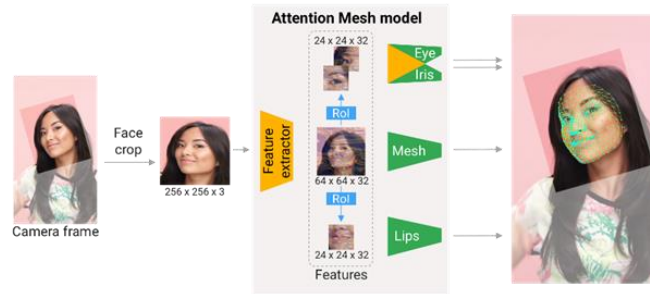 Attention Mesh model
24 x 24 x 32
Eye
Iris
RoI
Face
crop
Feature
extractor
Mesh
256 x 256 x 3
64 x 64 x 32
RoI
Camera frame
Lips
24 x 24 x 32
Features